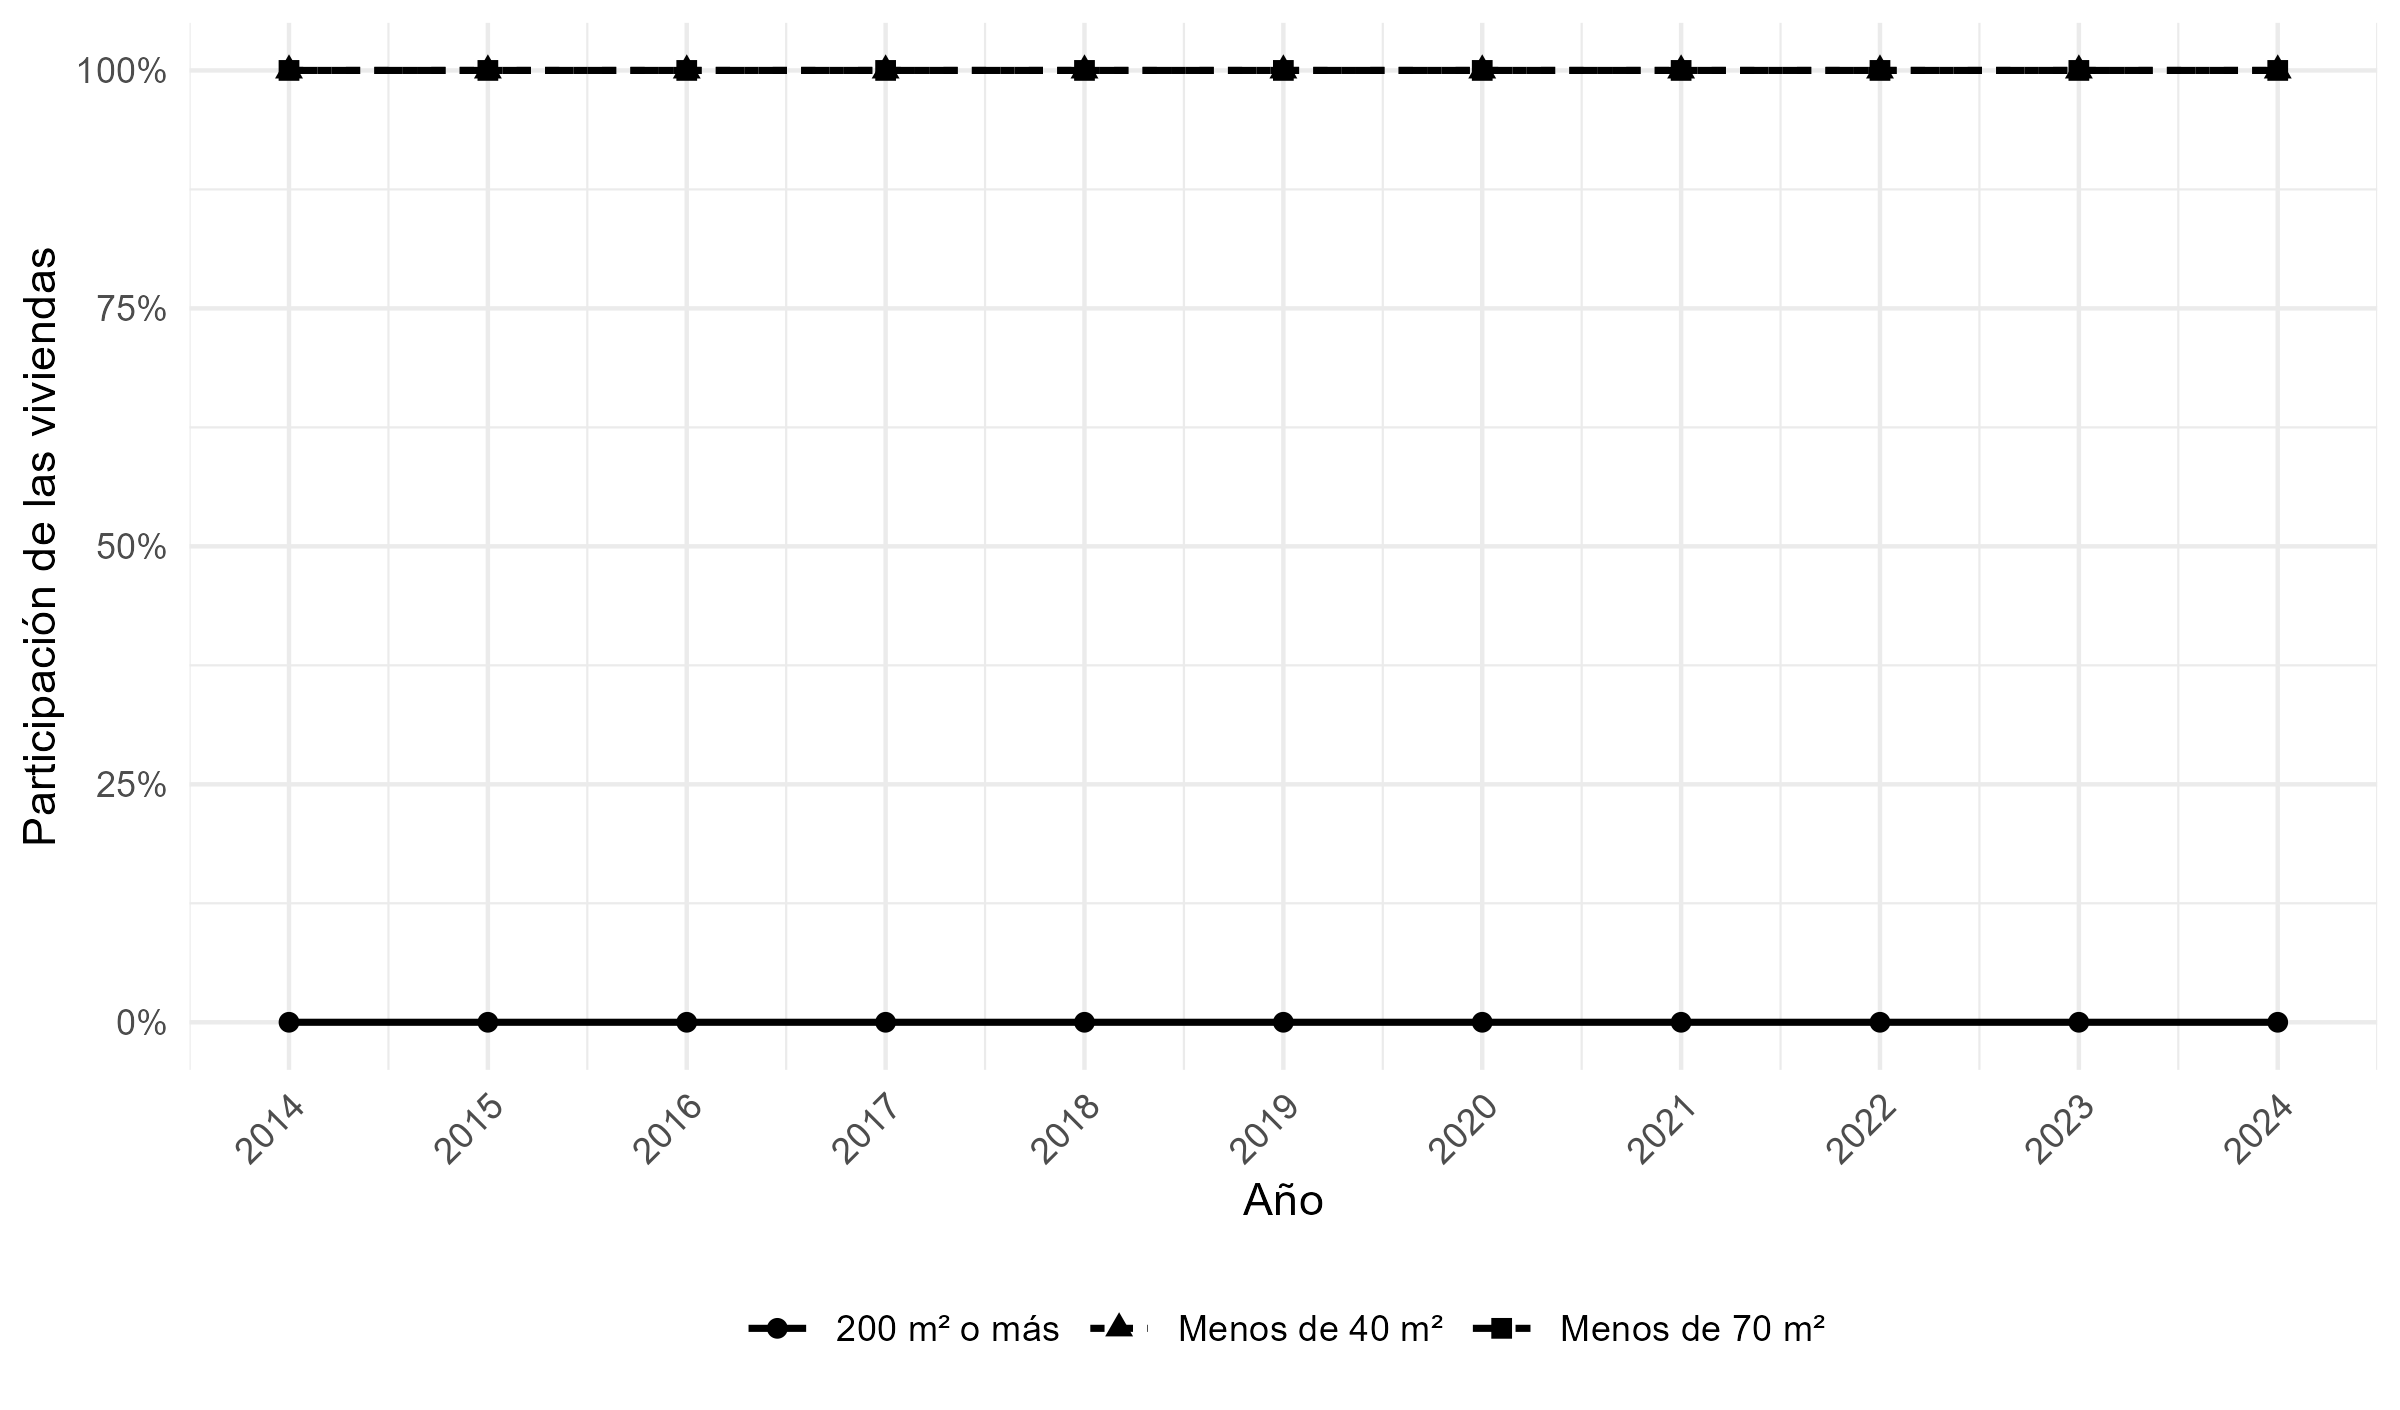 Participación de las viviendas
100%
75%
50%
25%
0%
2014 2015 2016 2017 2018 2019 2020 2021 2022 2023 2024
Año
200 m² o más Menos de 40 m² Menos de 70 m²